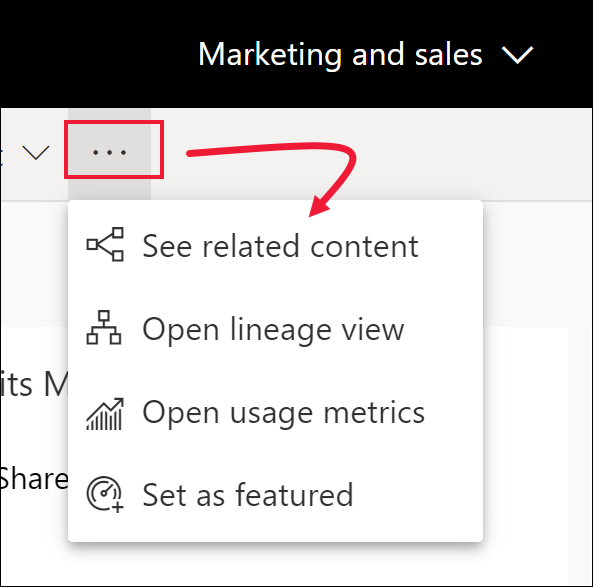 Marketing and sales
...
See related content
Open lineage view
its M
Open usage metrics
Share
Set as featured